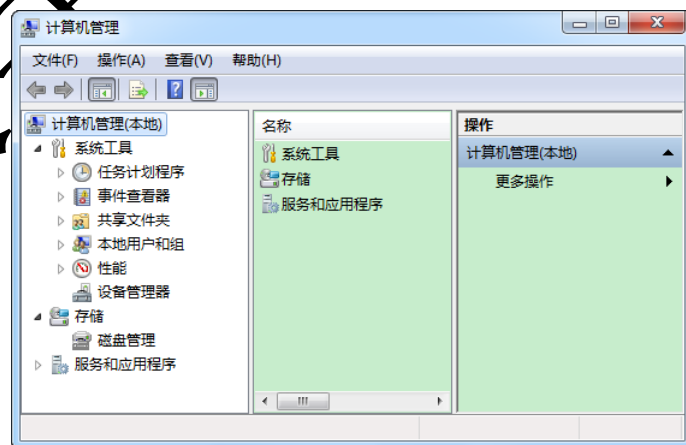 计算机管理
文件(F) 操作(A) 查看(V) 帮助(H)
计算机管理(本地)
系统工具
任务计划程序
事件查看器
共享文件夹
本地用户和组
性能
设备管理器
存储
磁盘管理
服务和应用程序
名称
系统工具
存储
服务和应用程序
操作
计算机管理(本地)
更多操作